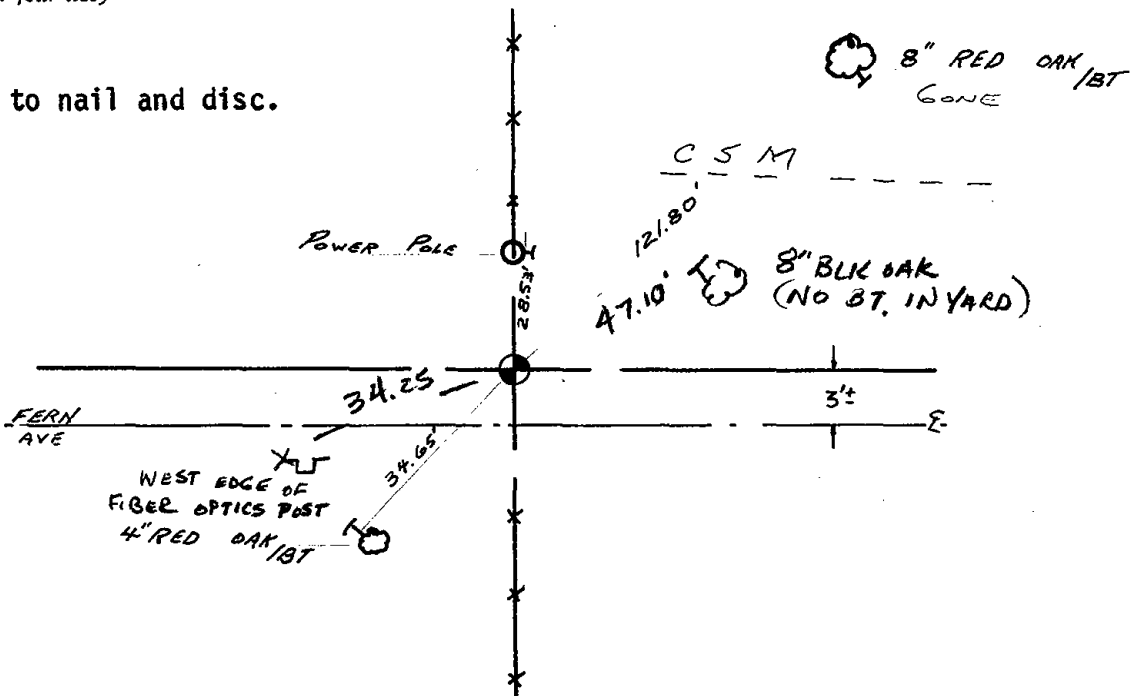 8" RED OAK/BT
GONE
to nail and disc.
C S M
121.80'
POWER POLE
28.53'
8" BLK OAK
(NO BT. IN YARD)
47.10'
34.25
3'±
FERN
AVE
34.65'
WEST EDGE OF
FIBER OPTICS POST
4" RED OAK/BT